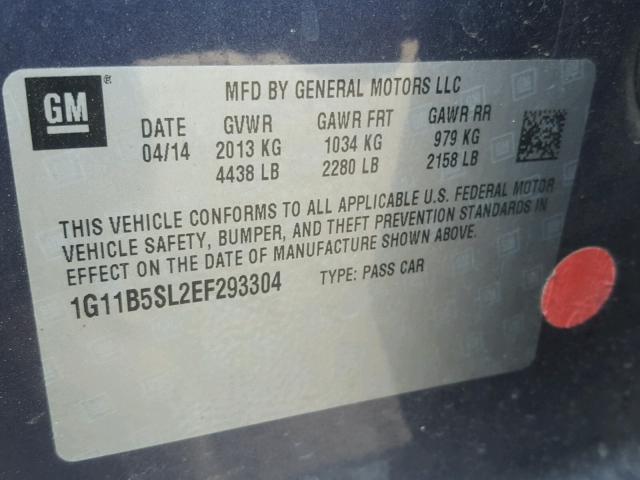 GM®
MFD BY GENERAL MOTORS LLC
DATE GVWR GAWR FRT GAWR RR
04/14 2013 KG 1034 KG 979 KG
4438 LB 2280 LB 2158 LB
THIS VEHICLE CONFORMS TO ALL APPLICABLE U.S. FEDERAL MOTOR
VEHICLE SAFETY, BUMPER, AND THEFT PREVENTION STANDARDS IN
EFFECT ON THE DATE OF MANUFACTURE SHOWN ABOVE.
1G11B5SL2EF293304 TYPE: PASS CAR